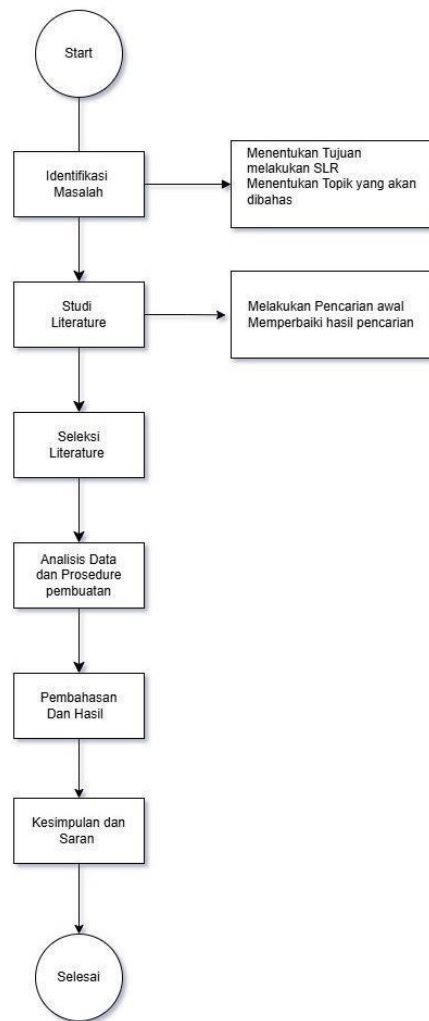 Start
Identifikasi
Masalah
Menentukan Tujuan
melakukan SLR
Menentukan Topik yang akan
dibahas
Studi
Literature
Melakukan Pencarian awal
Memperbaiki hasil pencarian
Seleksi
Literature
Analisis Data
dan Prosedure
pembuatan
Pembahasan
Dan Hasil
Kesimpulan dan
Saran
Selesai